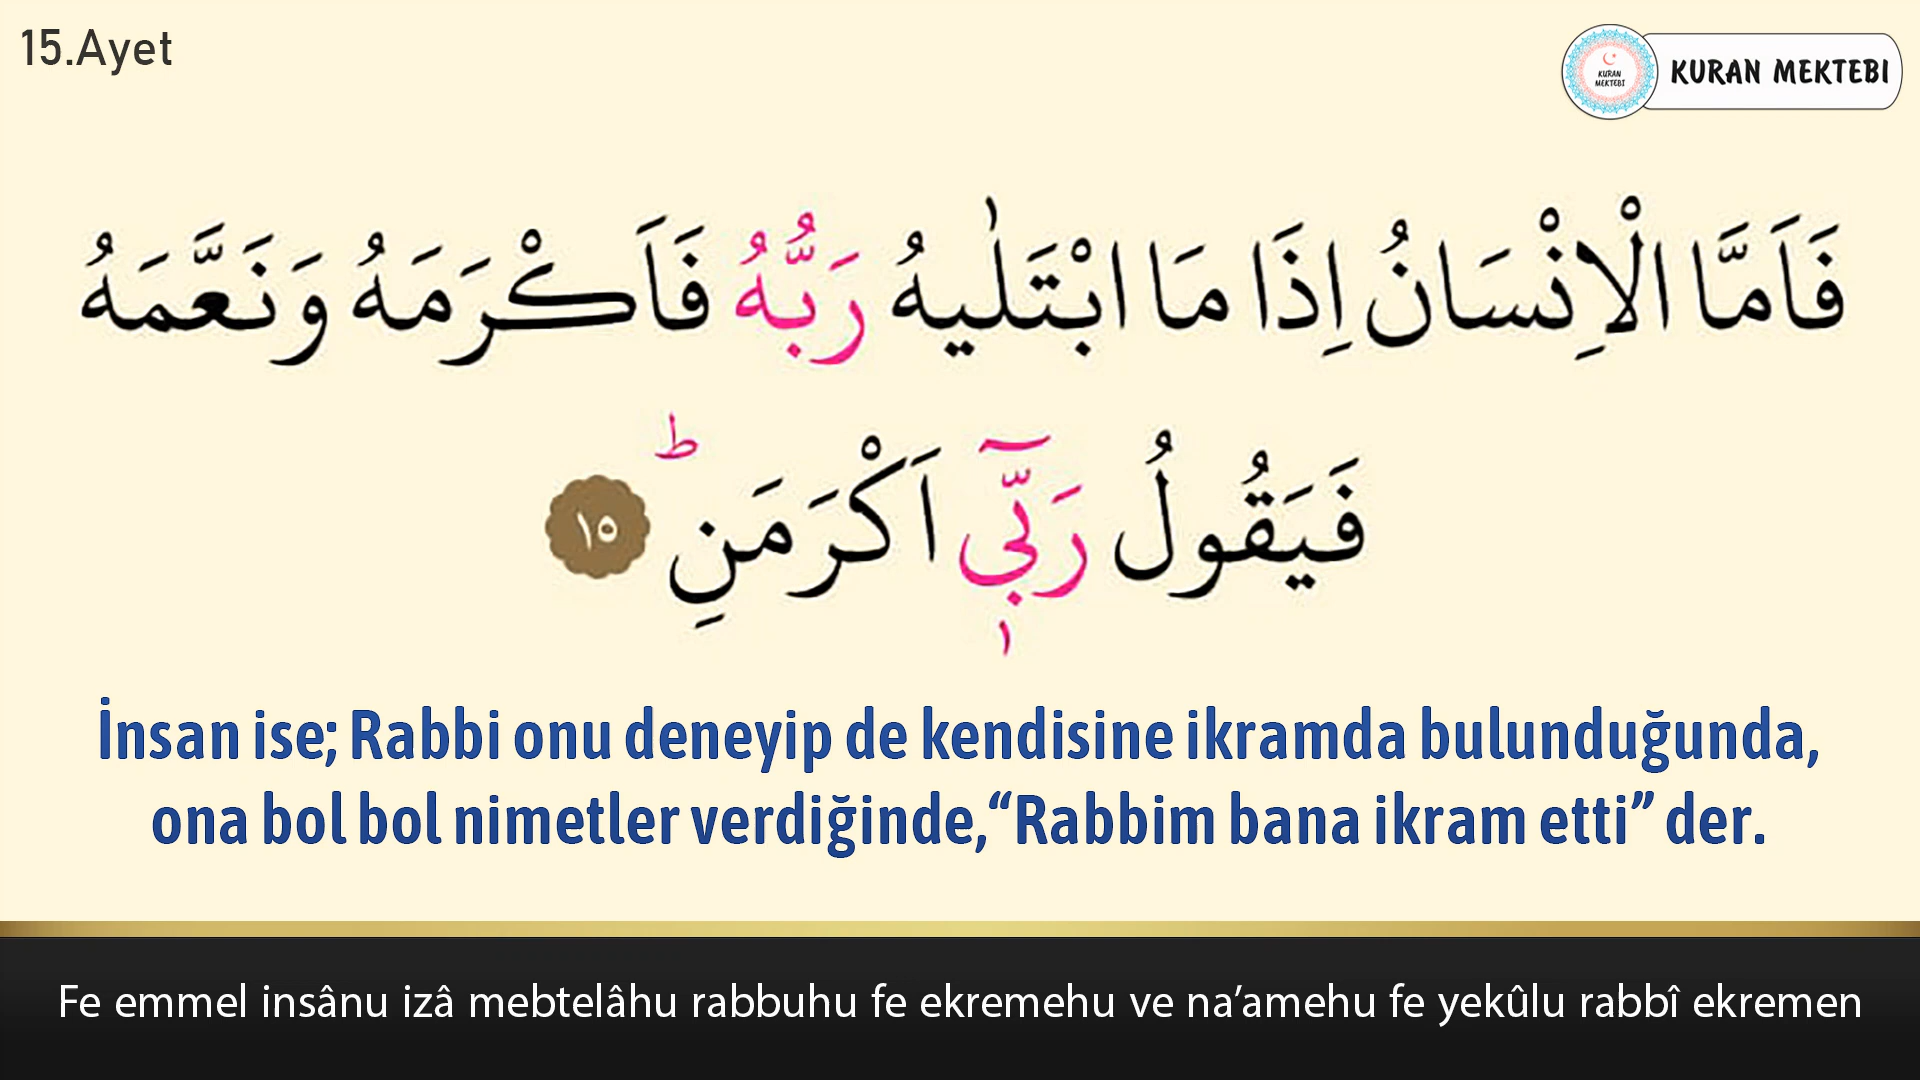 15.Ayet
KURAN MEKTEBİ
KURAN MEKTEBI
فَاَمَّا الْاِنْسَانُ اِذَا مَا ابْتَلٰيهُ رَبُّهُ فَاَكْرَمَهُ وَنَعَّمَهُ
فَيَقُولُ رَبّ۪ٓي اَكْرَمَنِ ط ١٥
İnsan ise; Rabbi onu deneyip de kendisine ikramda bulunduğunda,
ona bol bol nimetler verdiğinde,“Rabbim bana ikram etti” der.
Fe emmel insânu izâ mebtelâhu rabbuhu fe ekremehu ve na’amehu fe yekûlu rabbî ekremen